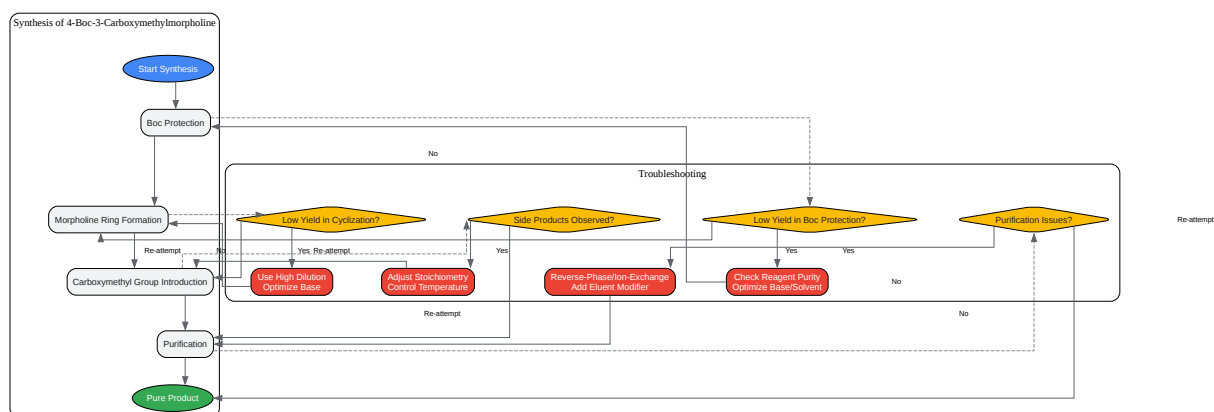 Synthesis of 4-Boc-3-Carboxymethylmorpholine
Start Synthesis
Boc Protection
No
Troubleshooting
Morpholine Ring Formation
Low Yield in Cyclization?
Side Products Observed?
Low Yield in Boc Protection?
Purification Issues?
Re-attempt
Re-attempt
No
Yes
Re-attempt
Yes
Yes
Yes
Carboxymethyl Group Introduction
Use High Dilution
Optimize Base
Adjust Stoichiometry
Control Temperature
Reverse-Phase/Ion-Exchange
Add Eluent Modifier
Check Reagent Purity
Optimize Base/Solvent
No
Re-attempt
No
Purification
Pure Product